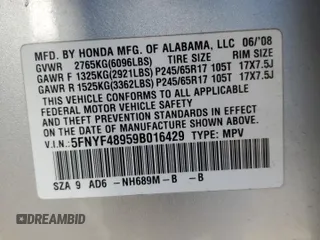 MFD. BY HONDA MFG. OF ALABAMA, LLC 06/'08
GVWR 2765KG(6096LBS) TIRE SIZE RIM SIZE
GAWR F 1325KG(2921LBS) P245/65R17 105T 17X7.5J
GAWR R 1525KG(3362LBS) P245/65R17 105T 17X7.5J
THIS VEHICLE CONFORMS TO ALL APPLICABLE
FEDERAL MOTOR VEHICLE SAFETY STANDARDS IN
EFFECT ON THE DATE OF MANUFACTURE SHOWN ABOVE.
V.I.N.: 5FNYF48959B016429 TYPE: MPV
SZA 9 AD6 -NH689M-B -B
DREAMBID